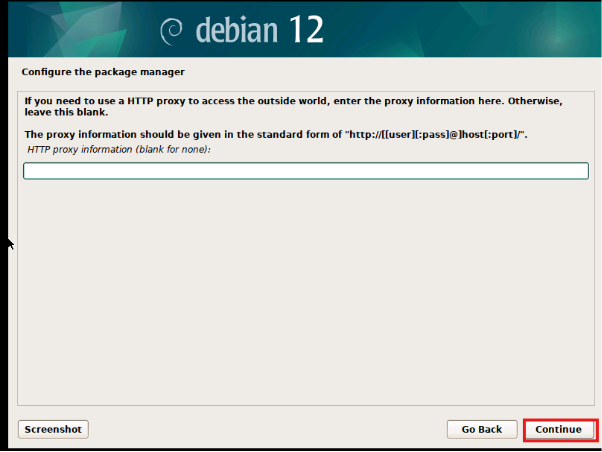 debian 12
Configure the package manager
If you need to use a HTTP proxy to access the outside world, enter the proxy information here. Otherwise,
leave this blank.
The proxy information should be given in the standard form of "http://[[user][:pass]@]host[:port]/".
HTTP proxy information (blank for none):
Screenshot
Go Back
Continue